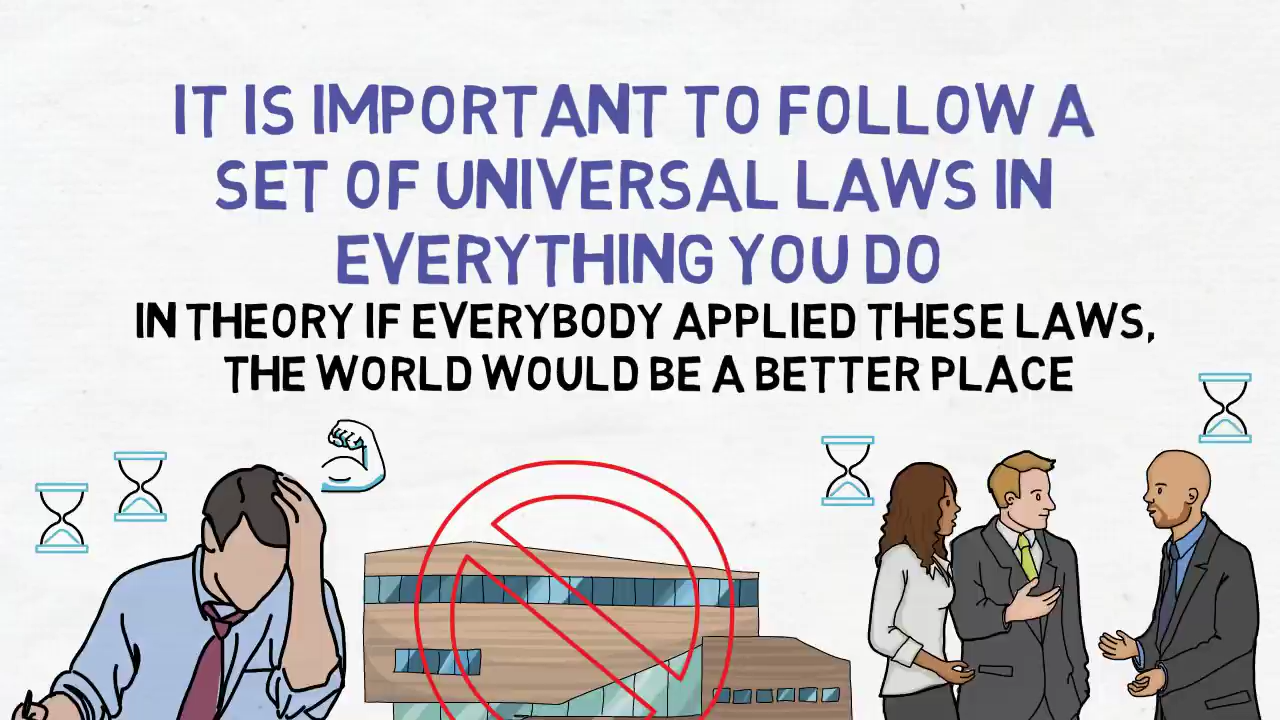 IT IS IMPORTANT TO FOLLOW A
SET OF UNIVERSAL LAWS IN
EVERYTHING YOU DO
IN THEORY IF EVERYBODY APPLIED THESE LAWS,
THE WORLD WOULD BE A BETTER PLACE